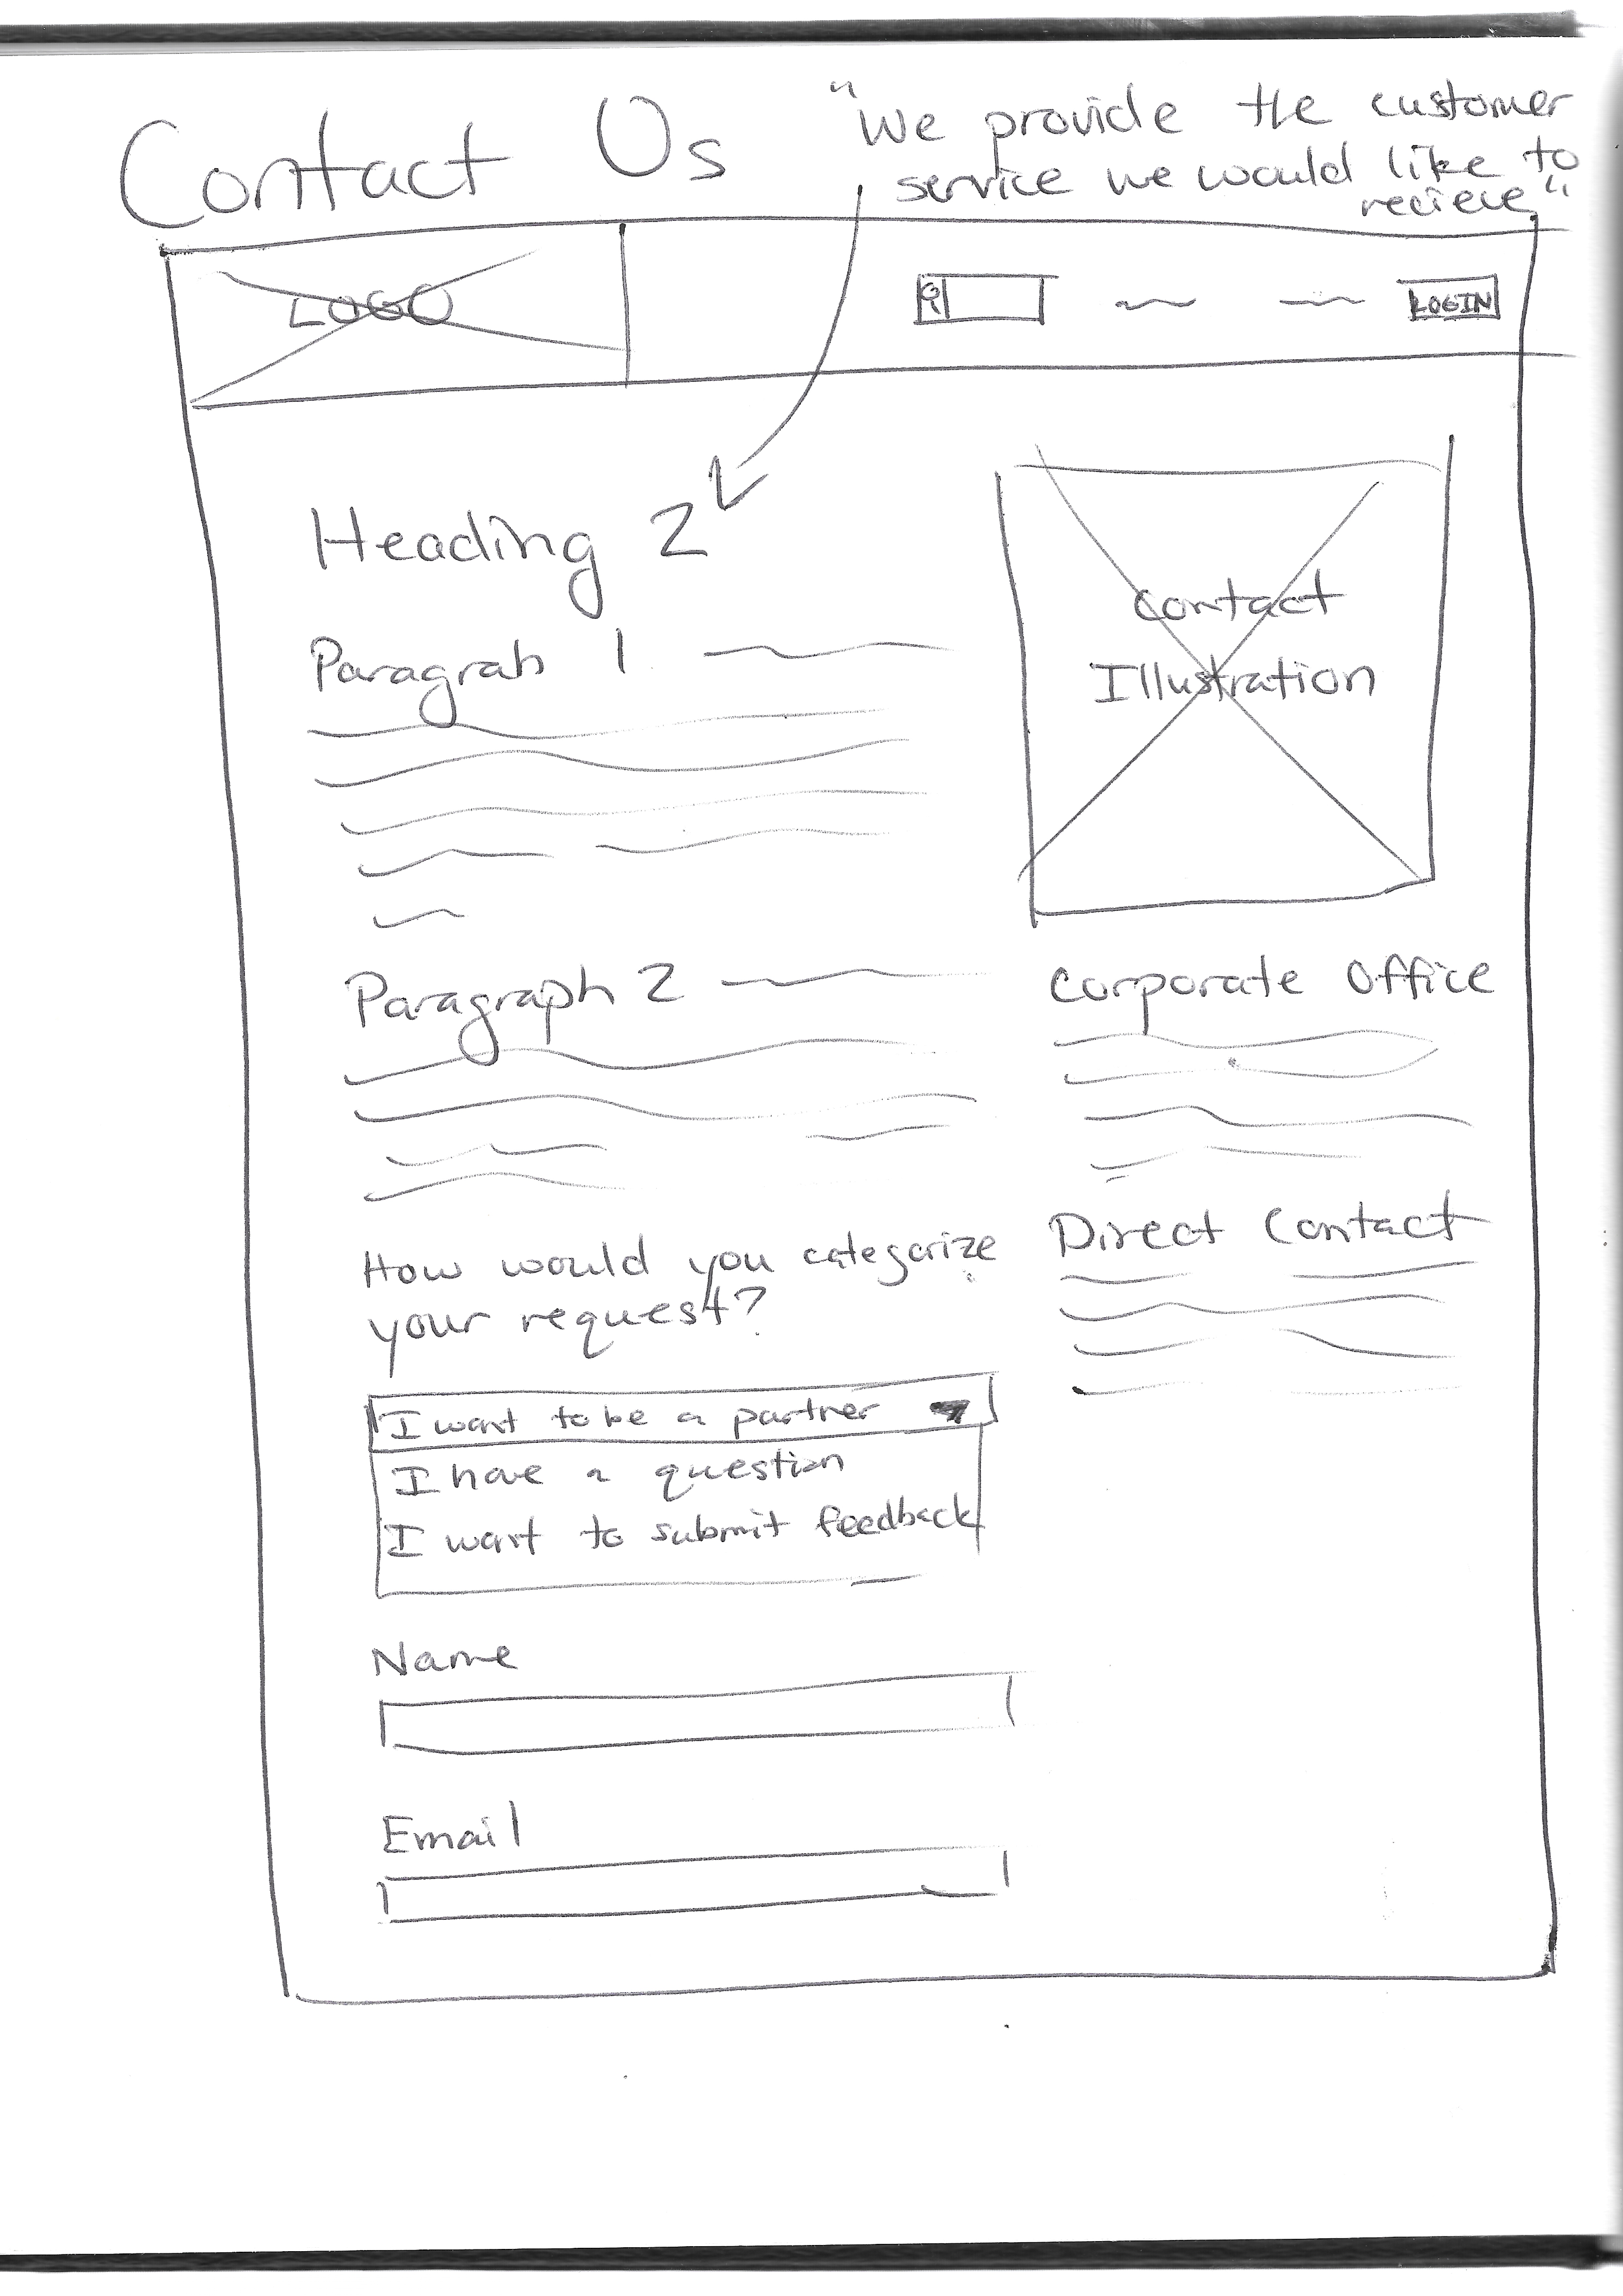 Contact Us
"We provide the customer
service we would like to
recieve"
LOGO
LOGIN
Heading 2
Contact
Illustration
Paragrah 1
Paragraph 2
Corporate Office
Direct Contact
How would you categorize
your request?
I want to be a partner
I have a question
I want to submit feedback
Name
Email